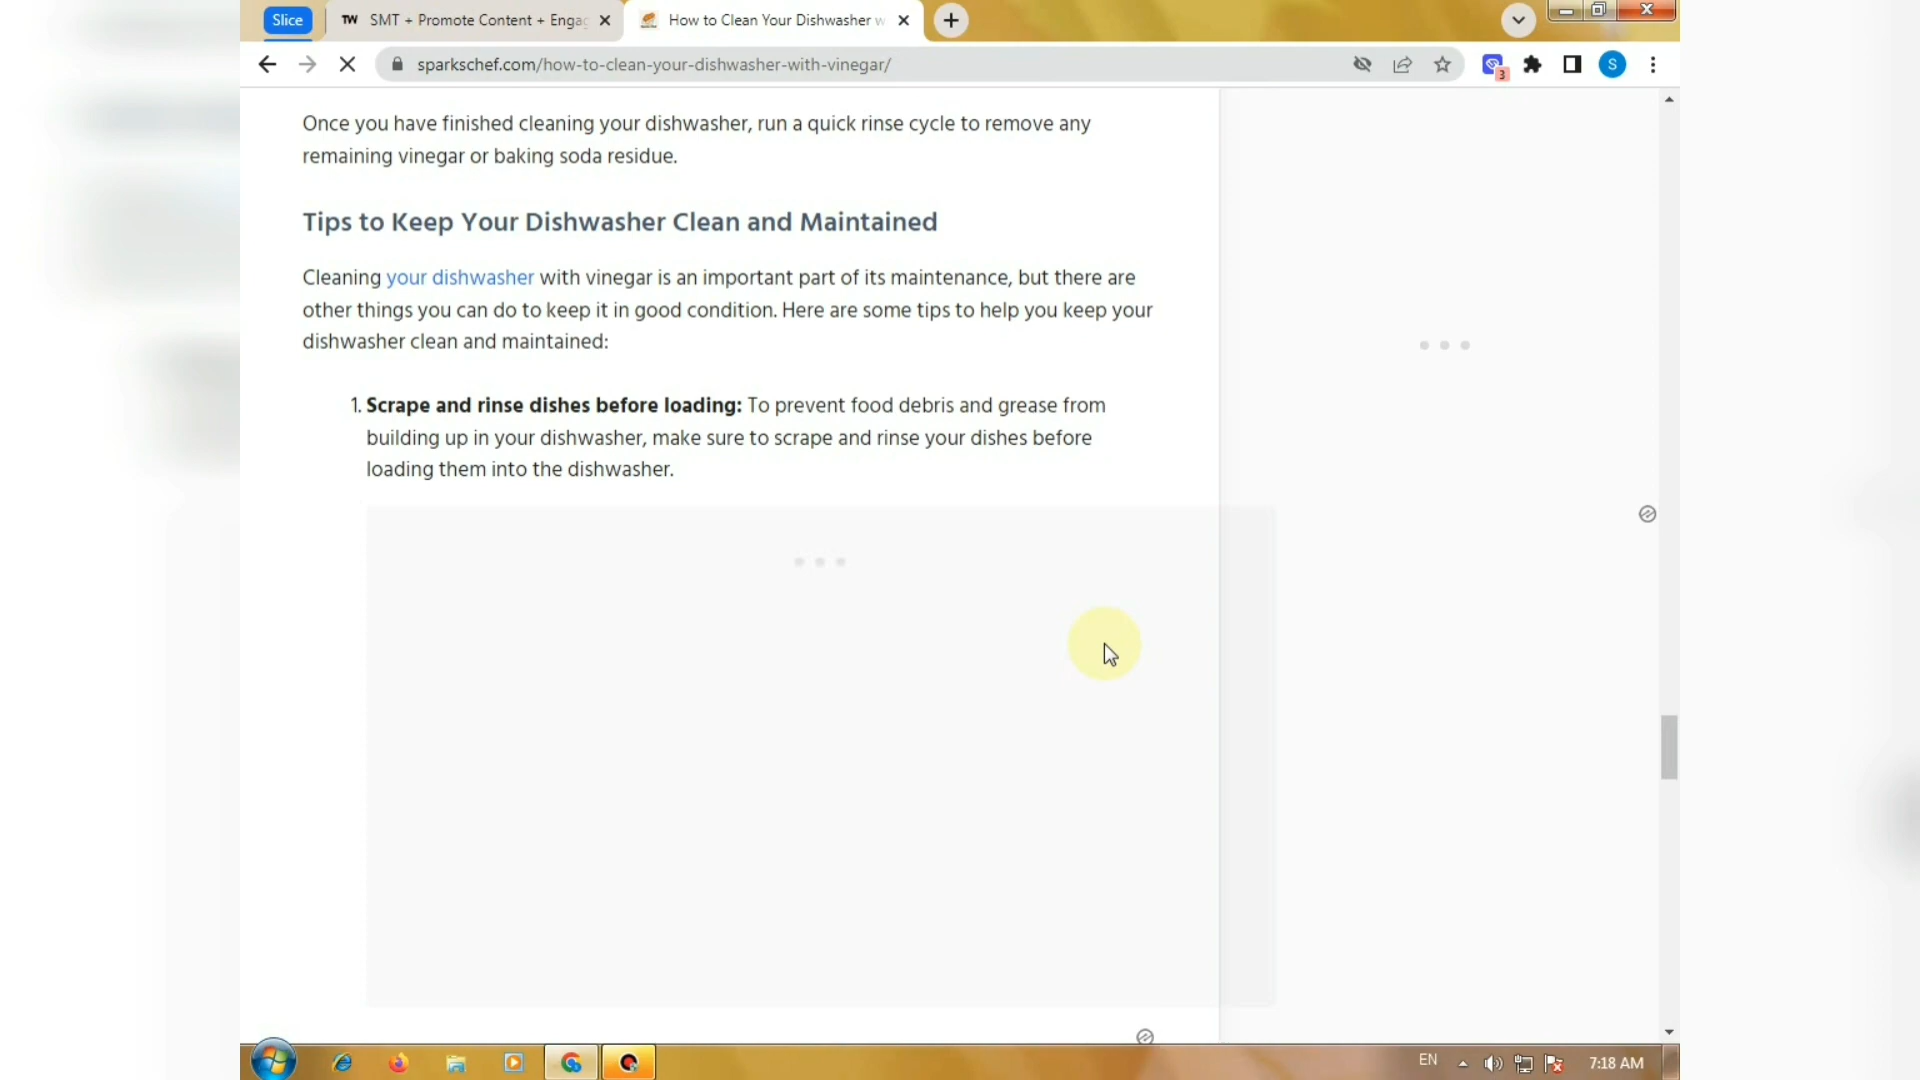 Slice
TW SMT + Promote Content + Engag
How to Clean Your Dishwasher w
sparkschef.com/how-to-clean-your-dishwasher-with-vinegar/
3
S
Once you have finished cleaning your dishwasher, run a quick rinse cycle to remove any
remaining vinegar or baking soda residue.
Tips to Keep Your Dishwasher Clean and Maintained
Cleaning your dishwasher with vinegar is an important part of its maintenance, but there are
other things you can do to keep it in good condition. Here are some tips to help you keep your
dishwasher clean and maintained:
1. Scrape and rinse dishes before loading: To prevent food debris and grease from
building up in your dishwasher, make sure to scrape and rinse your dishes before
loading them into the dishwasher.
EN
7:18 AM